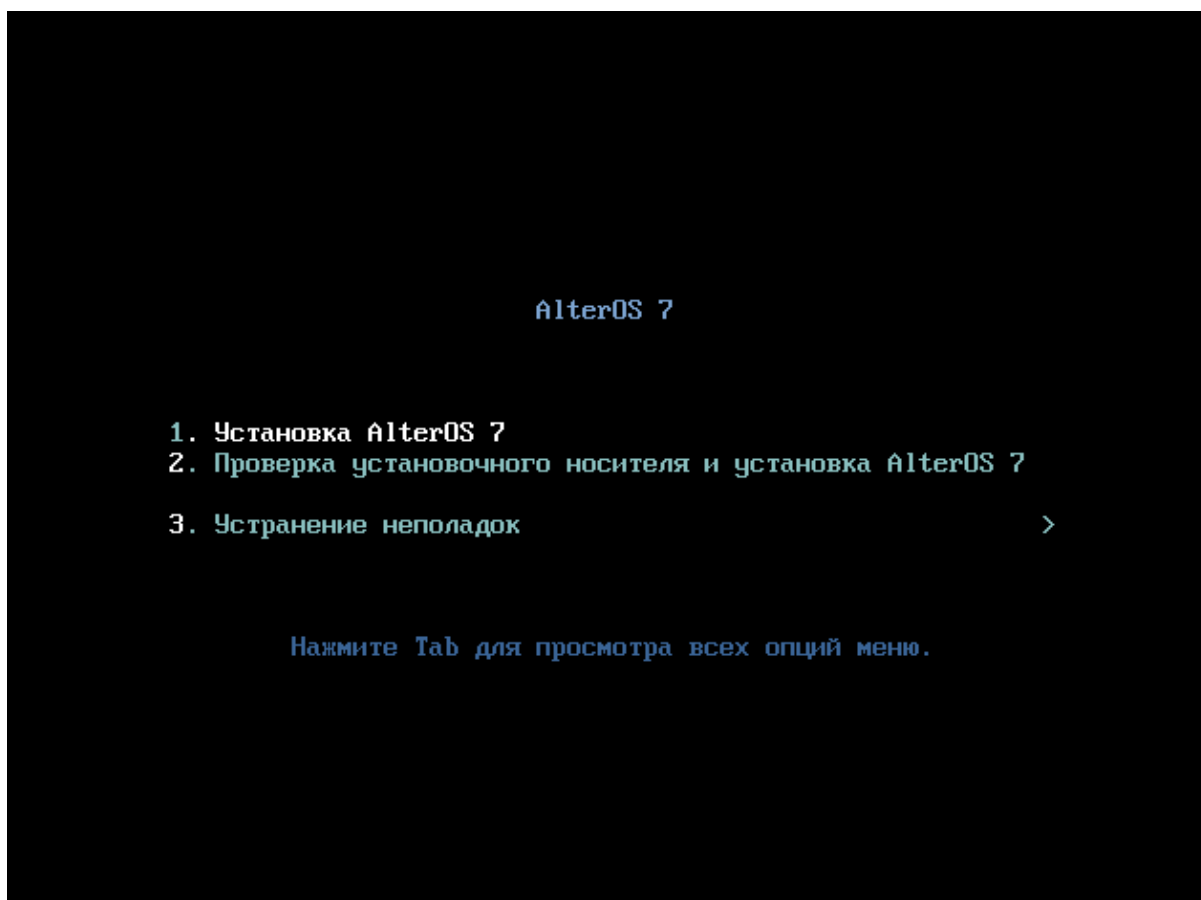 AlterOS 7
1. Установка AlterOS 7
2. Проверка установочного носителя и установка AlterOS 7
3. Устранение неполадок >
Нажмите Tab для просмотра всех опций меню.